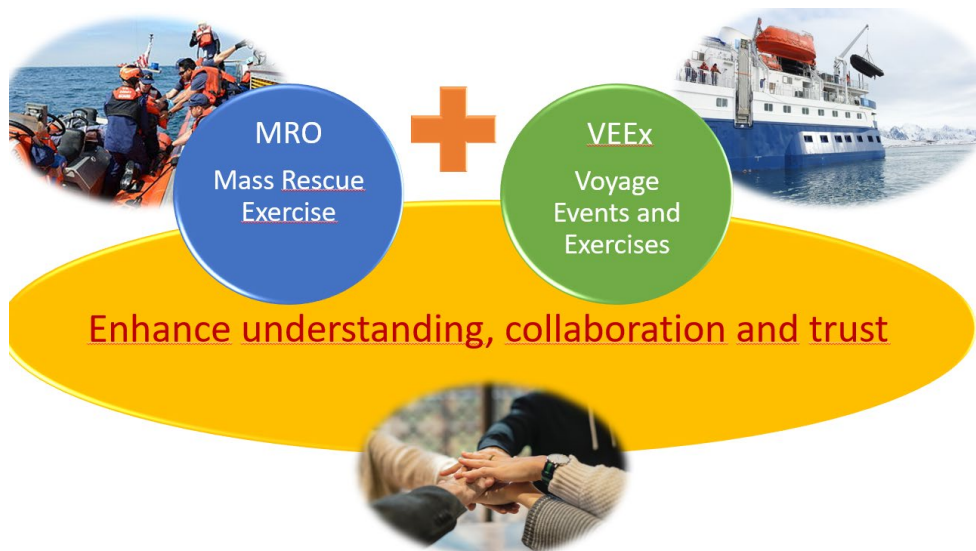 MRO
Mass Rescue
Exercise
VEEx
Voyage
Events and
Exercises
Enhance understanding, collaboration and trust